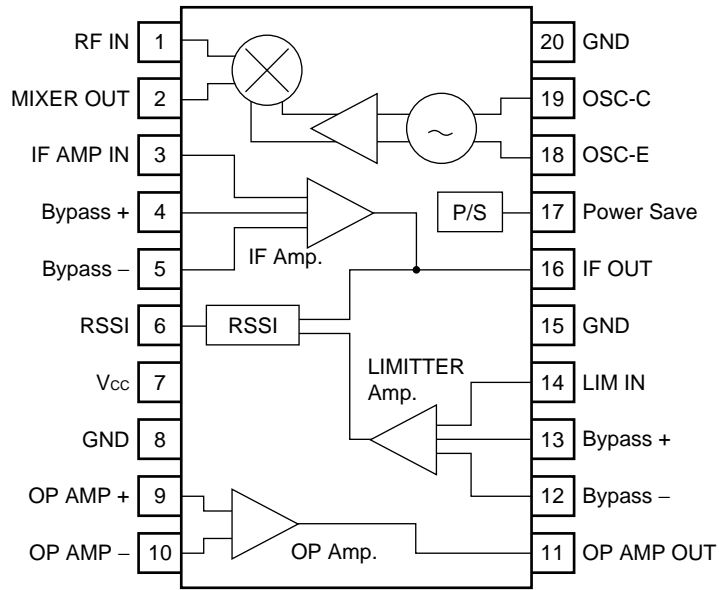 RF IN 1
MIXER OUT 2
IF AMP IN 3
Bypass + 4
Bypass − 5
RSSI 6
Vcc 7
GND 8
OP AMP + 9
OP AMP − 10
IF Amp.
P/S
RSSI
LIMITTER
Amp.
OP Amp.
20 GND
19 OSC-C
18 OSC-E
17 Power Save
16 IF OUT
15 GND
14 LIM IN
13 Bypass +
12 Bypass −
11 OP AMP OUT